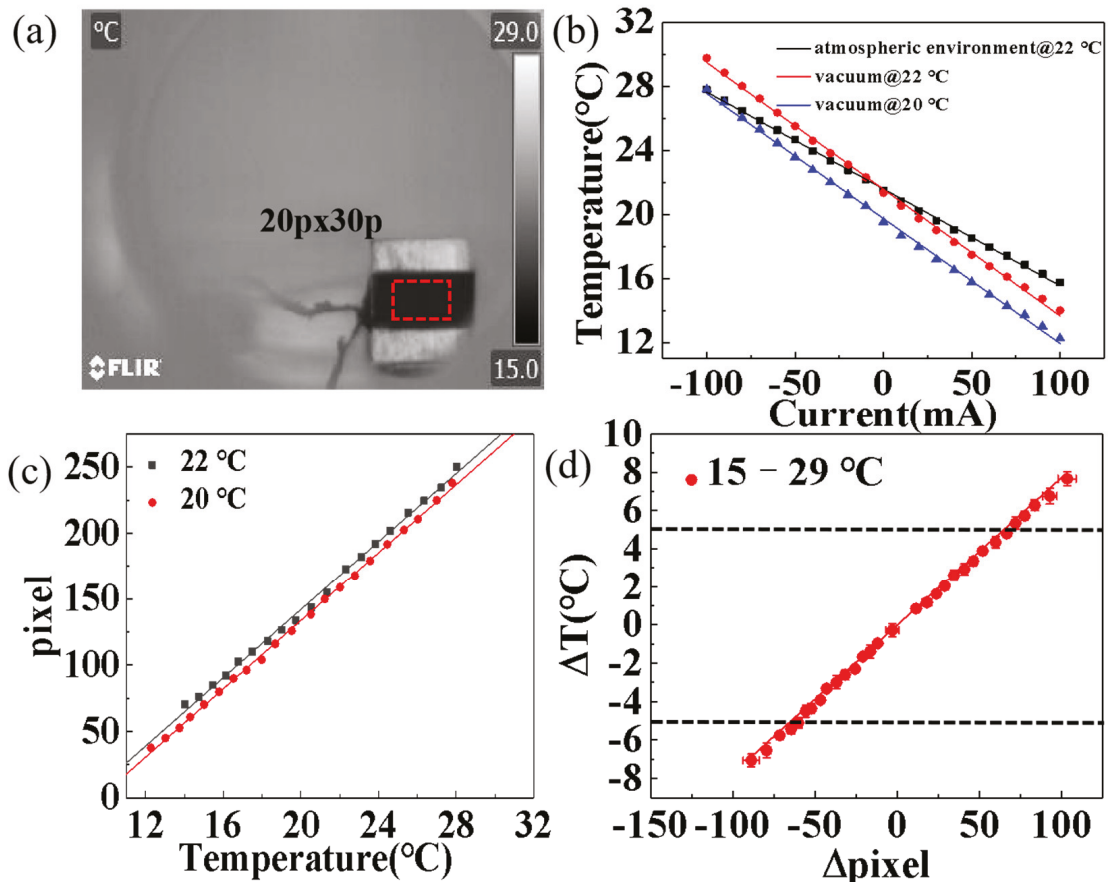 (a)
ºC
29.0
20px30p
15.0
FLIR
(b)
Temperature(°C)
32
28
24
20
16
12
atmospheric environment@22 °C
vacuum@22 °C
vacuum@20 °C
-100 -50 0 50 100
Current(mA)
(c)
pixel
250
200
150
100
50
0
22 °C
20 °C
12 16 20 24 28 32
Temperature(°C)
(d)
ΔT(°C)
10
8
6
4
2
0
-2
-4
-6
-8
15 – 29 °C
-150 -100 -50 0 50 100
Δpixel